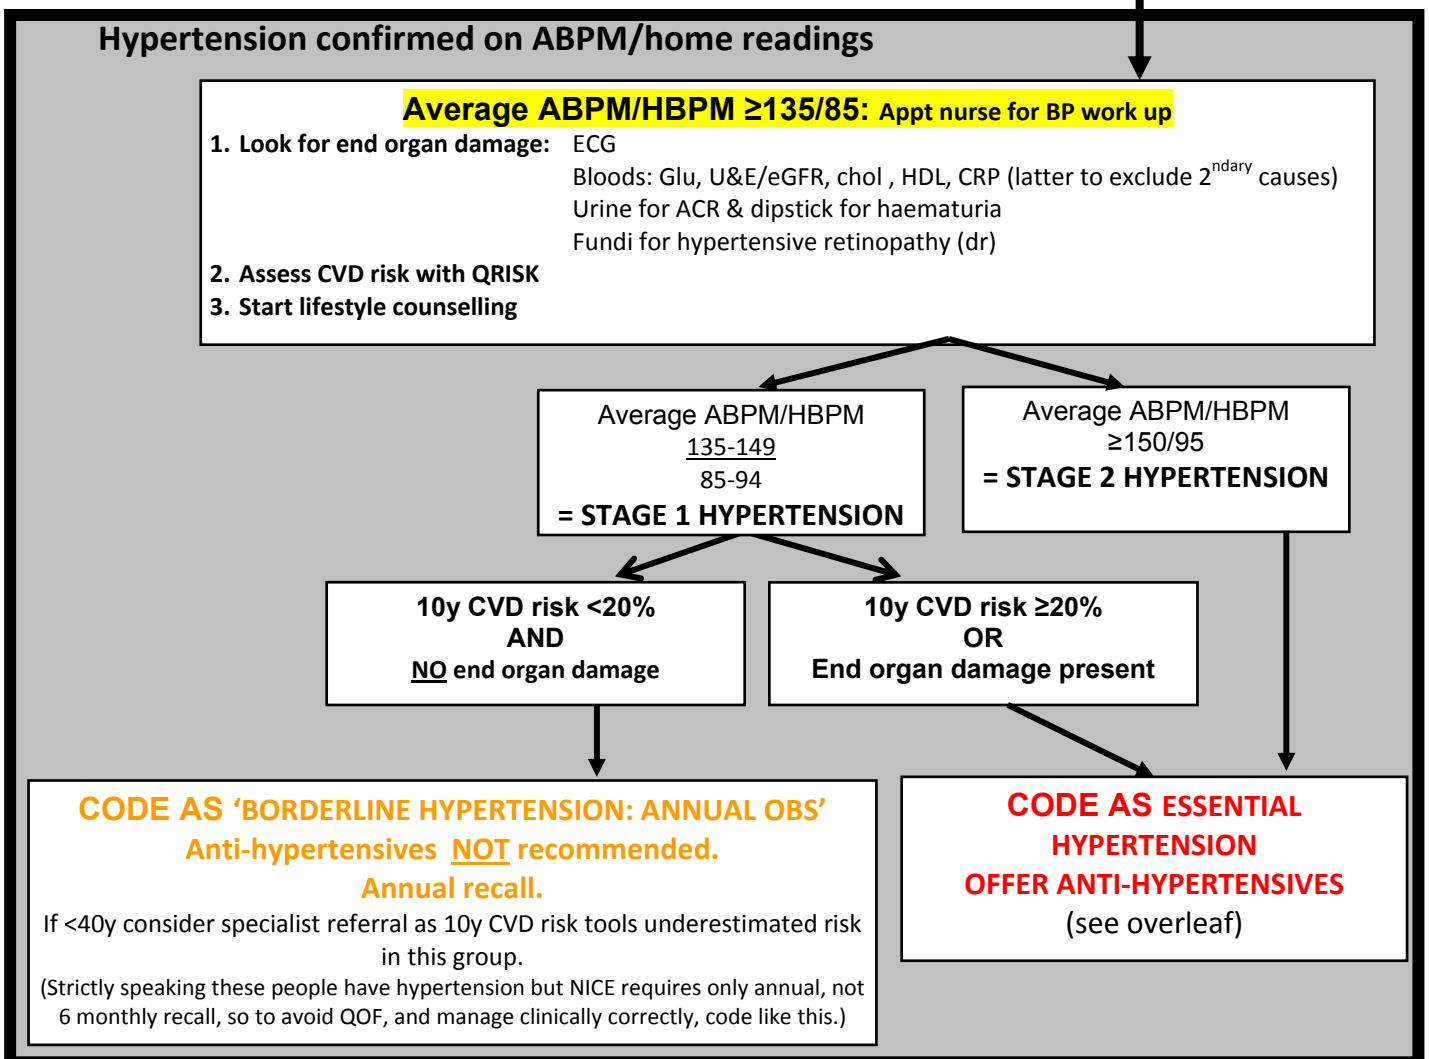 Hypertension confirmed on ABPM/home readings
Average ABPM/HBPM ≥135/85: Appt nurse for BP work up
1. Look for end organ damage: ECG
Bloods: Glu, U&E/eGFR, chol , HDL, CRP (latter to exclude 2ndary causes)
Urine for ACR & dipstick for haematuria
Fundi for hypertensive retinopathy (dr)
2. Assess CVD risk with QRISK
3. Start lifestyle counselling
Average ABPM/HBPM
135-149
85-94
= STAGE 1 HYPERTENSION
Average ABPM/HBPM
≥150/95
= STAGE 2 HYPERTENSION
10y CVD risk <20%
AND
NO end organ damage
10y CVD risk ≥20%
OR
End organ damage present
CODE AS ‘BORDERLINE HYPERTENSION: ANNUAL OBS’
Anti-hypertensives NOT recommended.
Annual recall.
If <40y consider specialist referral as 10y CVD risk tools underestimated risk
in this group.
(Strictly speaking these people have hypertension but NICE requires only annual, not
6 monthly recall, so to avoid QOF, and manage clinically correctly, code like this.)
CODE AS ESSENTIAL
HYPERTENSION
OFFER ANTI-HYPERTENSIVES
(see overleaf)